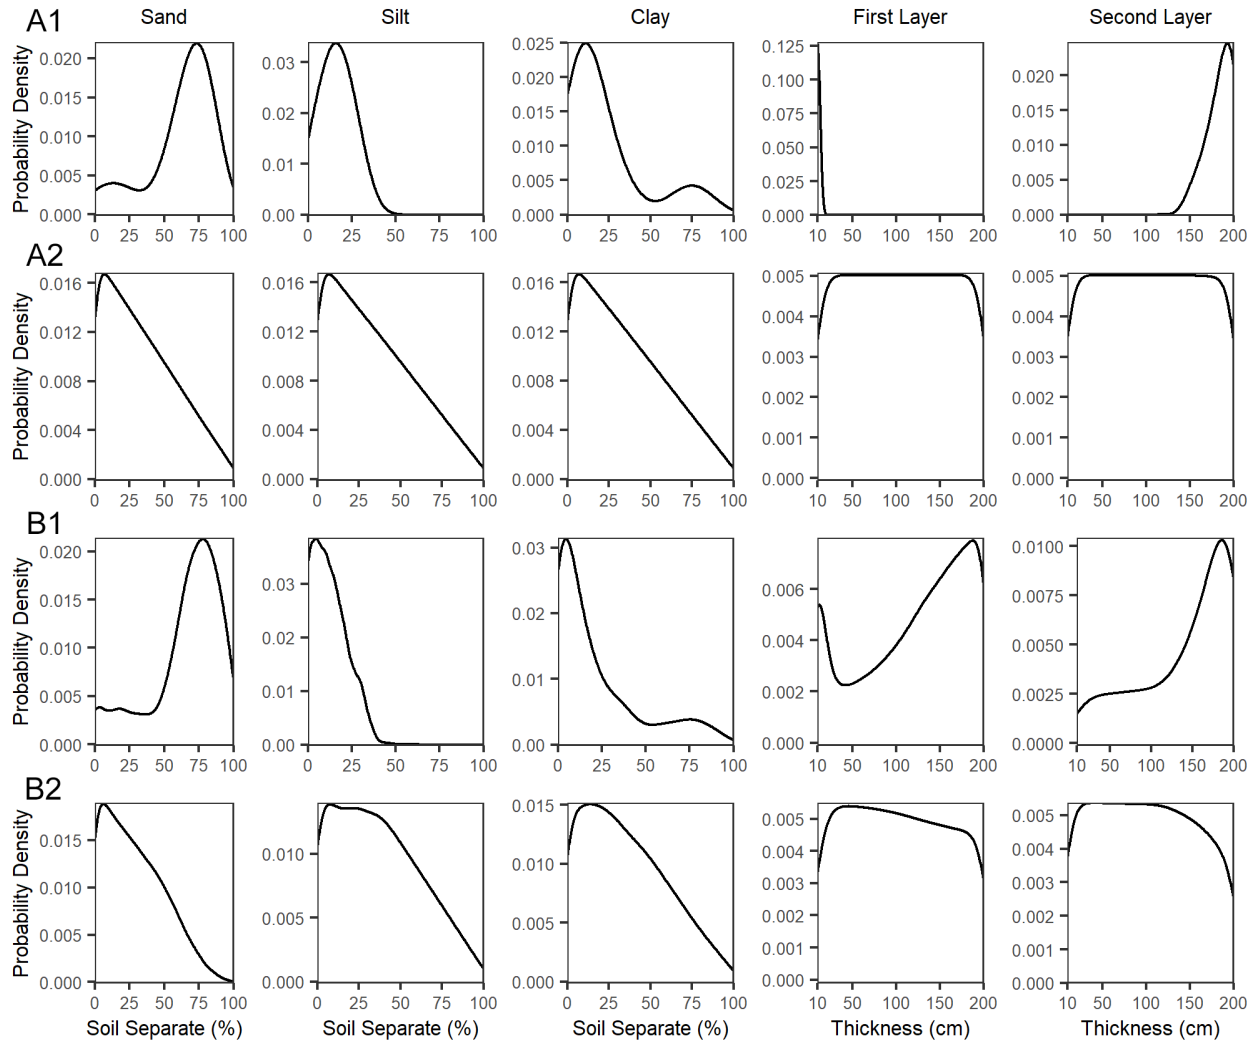 A1 Sand Silt Clay First Layer Second Layer
Probability Density
0.020 0.015 0.010 0.005 0.000
0 25 50 75 100
0.03 0.02 0.01 0.00
0 25 50 75 100
0.025 0.020 0.015 0.010 0.005 0.000
0 25 50 75 100
0.125 0.100 0.075 0.050 0.025 0.000
10 50 100 150 200
0.020 0.015 0.010 0.005 0.000
10 50 100 150 200
A2
Probability Density
0.016 0.012 0.008 0.004 0.000
0 25 50 75 100
0.016 0.012 0.008 0.004 0.000
0 25 50 75 100
0.016 0.012 0.008 0.004 0.000
0 25 50 75 100
0.005 0.004 0.003 0.002 0.001 0.000
10 50 100 150 200
0.005 0.004 0.003 0.002 0.001 0.000
10 50 100 150 200
B1
Probability Density
0.020 0.015 0.010 0.005 0.000
0 25 50 75 100
0.03 0.02 0.01 0.00
0 25 50 75 100
0.03 0.02 0.01 0.00
0 25 50 75 100
0.006 0.004 0.002 0.000
10 50 100 150 200
0.0100 0.0075 0.0050 0.0025 0.0000
10 50 100 150 200
B2
Probability Density
0.015 0.010 0.005 0.000
0 25 50 75 100
Soil Separate (%)
0.010 0.005 0.000
0 25 50 75 100
Soil Separate (%)
0.015 0.010 0.005 0.000
0 25 50 75 100
Soil Separate (%)
0.005 0.004 0.003 0.002 0.001 0.000
10 50 100 150 200
Thickness (cm)
0.005 0.004 0.003 0.002 0.001 0.000
10 50 100 150 200
Thickness (cm)